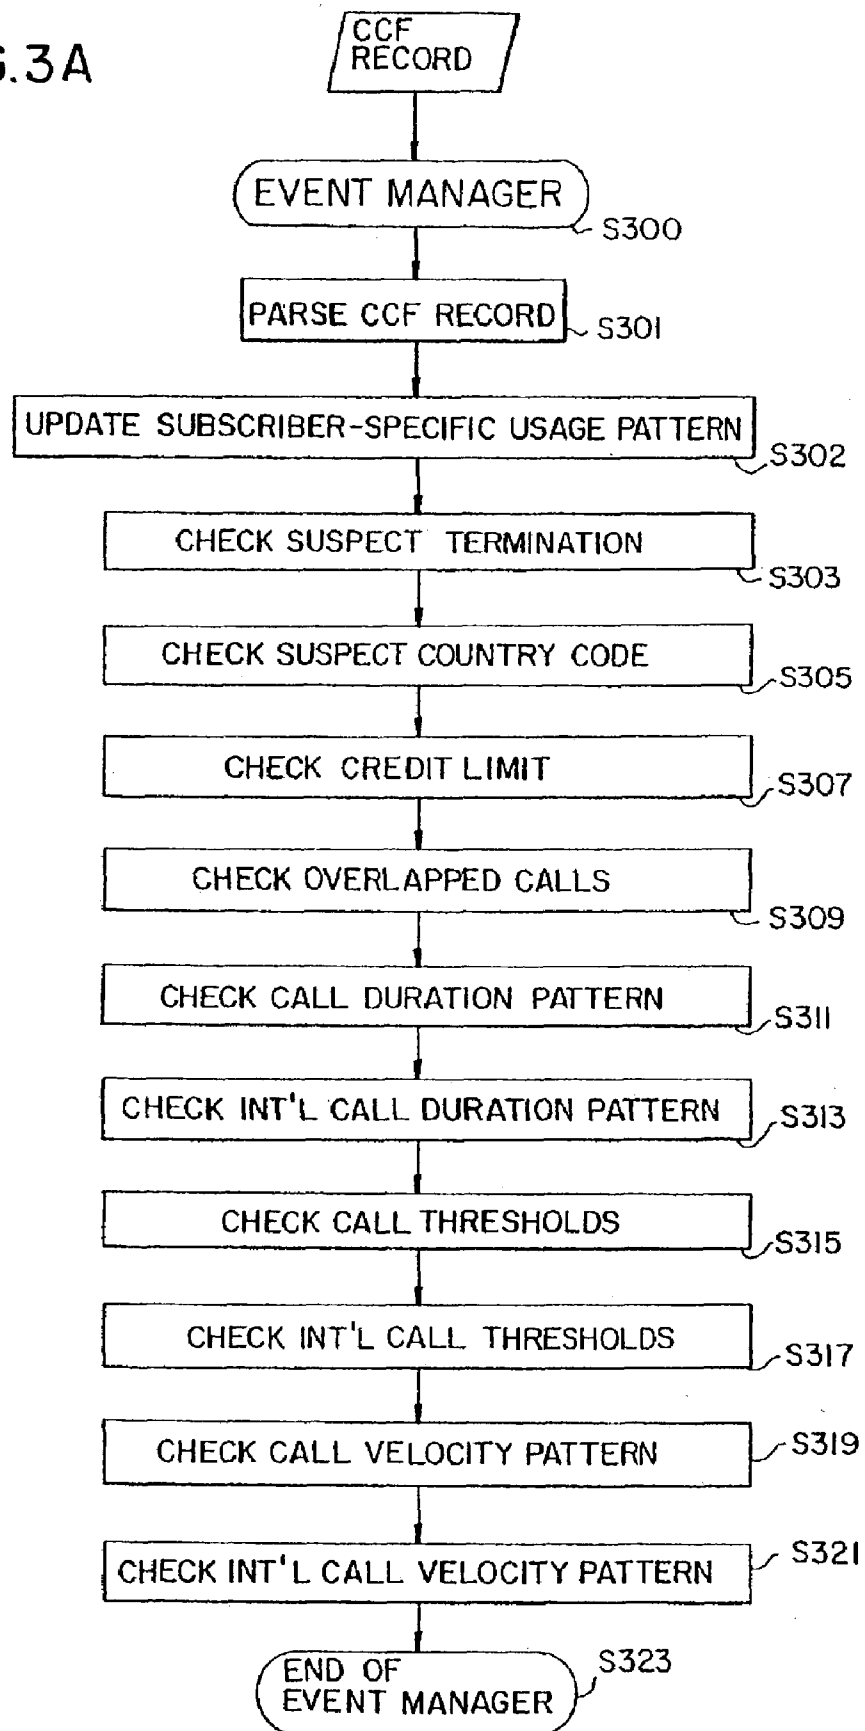 G.3A
CCF
RECORD
EVENT MANAGER
S300
PARSE CCF RECORD
S301
UPDATE SUBSCRIBER-SPECIFIC USAGE PATTERN
S302
CHECK SUSPECT TERMINATION
S303
CHECK SUSPECT COUNTRY CODE
S305
CHECK CREDIT LIMIT
S307
CHECK OVERLAPPED CALLS
S309
CHECK CALL DURATION PATTERN
S311
CHECK INT'L CALL DURATION PATTERN
S313
CHECK CALL THRESHOLDS
S315
CHECK INT'L CALL THRESHOLDS
S317
CHECK CALL VELOCITY PATTERN
S319
CHECK INT'L CALL VELOCITY PATTERN
S321
END OF
EVENT MANAGER
S323